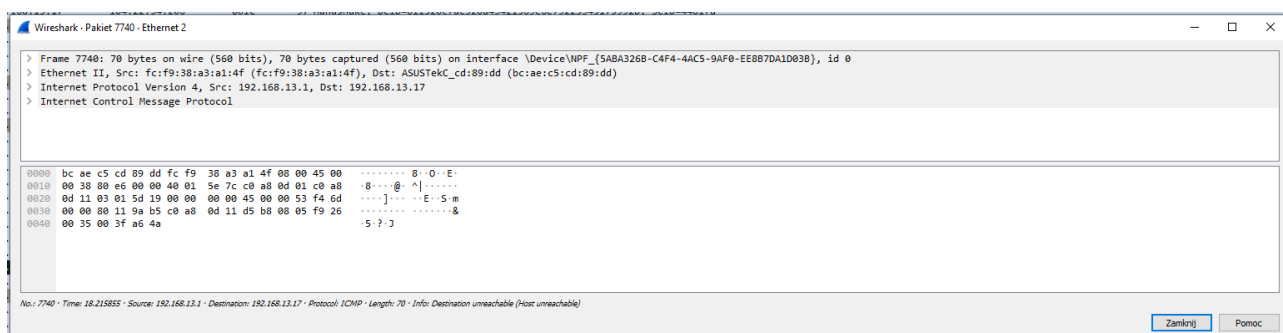 Wireshark · Pakiet 7740 · Ethernet 2
> Frame 7740: 70 bytes on wire (560 bits), 70 bytes captured (560 bits) on interface \Device\NPF_{5ABA326B-C4F4-4AC5-9AF0-EE8B7DA1D03B}, id 0
> Ethernet II, Src: fc:f9:38:a3:a1:4f (fc:f9:38:a3:a1:4f), Dst: ASUSTekC_cd:89:dd (bc:ae:c5:cd:89:dd)
> Internet Protocol Version 4, Src: 192.168.13.1, Dst: 192.168.13.17
> Internet Control Message Protocol
0000 bc ae c5 cd 89 dd fc f9 38 a3 a1 4f 08 00 45 00 ········ 8··O··E·
0010 00 38 80 e6 00 00 40 01 5e 7c c0 a8 0d 01 c0 a8 ·8····@· ^|······
0020 0d 11 03 01 5d 19 00 00 00 00 45 00 00 53 f4 6d ····]··· ··E··S·m
0030 00 00 80 11 9a b5 c0 a8 0d 11 d5 b8 08 05 f9 26 ········ ·······&
0040 00 35 00 3f a6 4a ·5·?·J
No.: 7740 · Time: 18.215855 · Source: 192.168.13.1 · Destination: 192.168.13.17 · Protocol: ICMP · Length: 70 · Info: Destination unreachable (Host unreachable)
Zamknij Pomoc